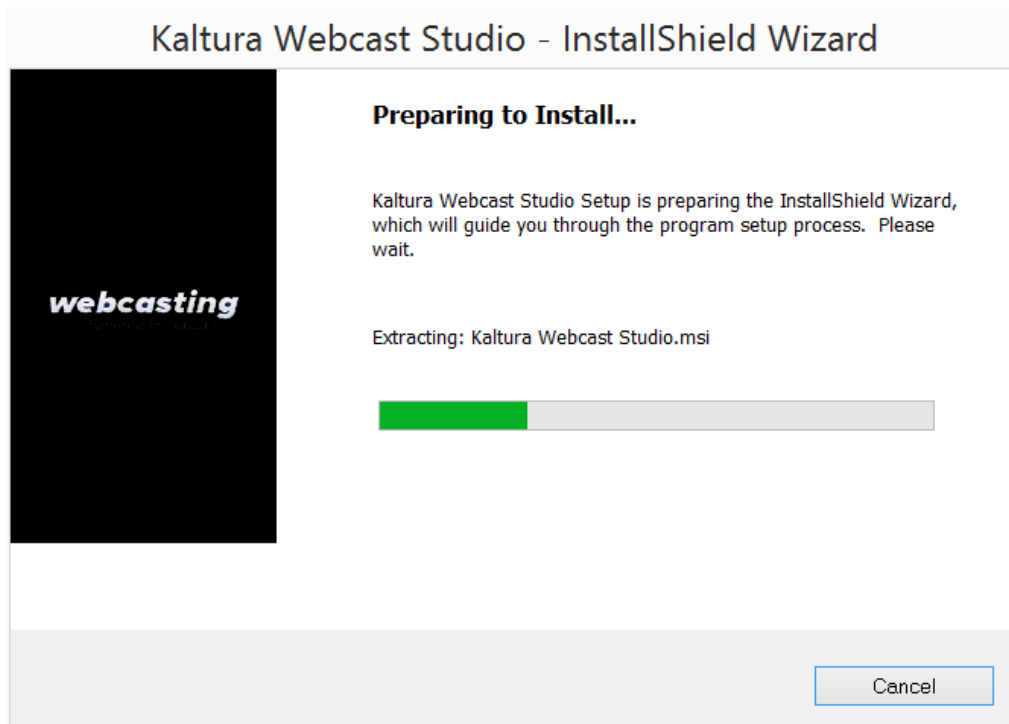 Kaltura Webcast Studio - InstallShield Wizard
Preparing to Install...
Kaltura Webcast Studio Setup is preparing the InstallShield Wizard,
which will guide you through the program setup process.  Please
wait.
webcasting
Extracting: Kaltura Webcast Studio.msi
Cancel